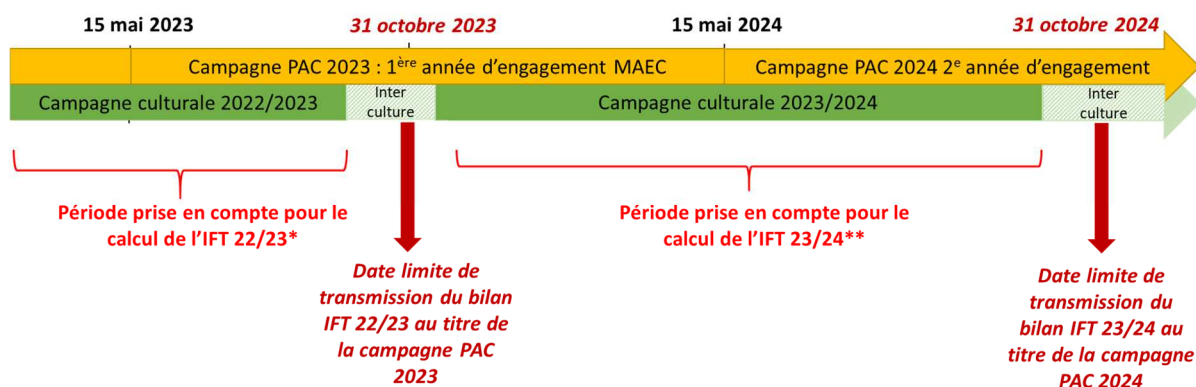 15 mai 2023
31 octobre 2023
15 mai 2024
31 octobre 2024
Campagne PAC 2023 : 1ère année d'engagement MAEC
Campagne PAC 2024 2e année d'engagement
Campagne culturale 2022/2023
Inter
culture
Campagne culturale 2023/2024
Inter
culture
Période prise en compte pour le
calcul de l'IFT 22/23*
Période prise en compte pour le
calcul de l'IFT 23/24**
Date limite de
transmission du bilan
IFT 22/23 au titre de
la campagne PAC
2023
Date limite de
transmission du
bilan IFT 23/24 au
titre de la campagne
PAC 2024